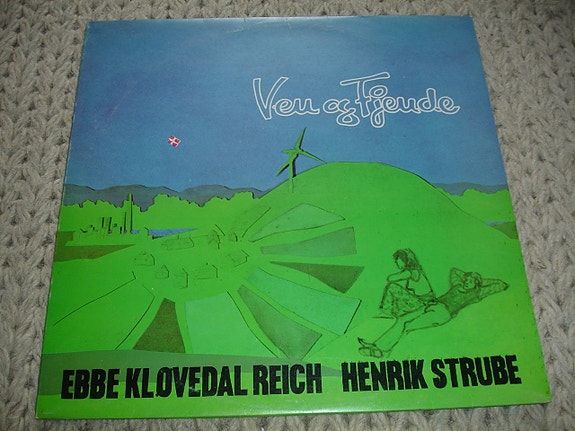 Ven og Fjende
EBBE KLOVEDAL REICH HENRIK STRUBE